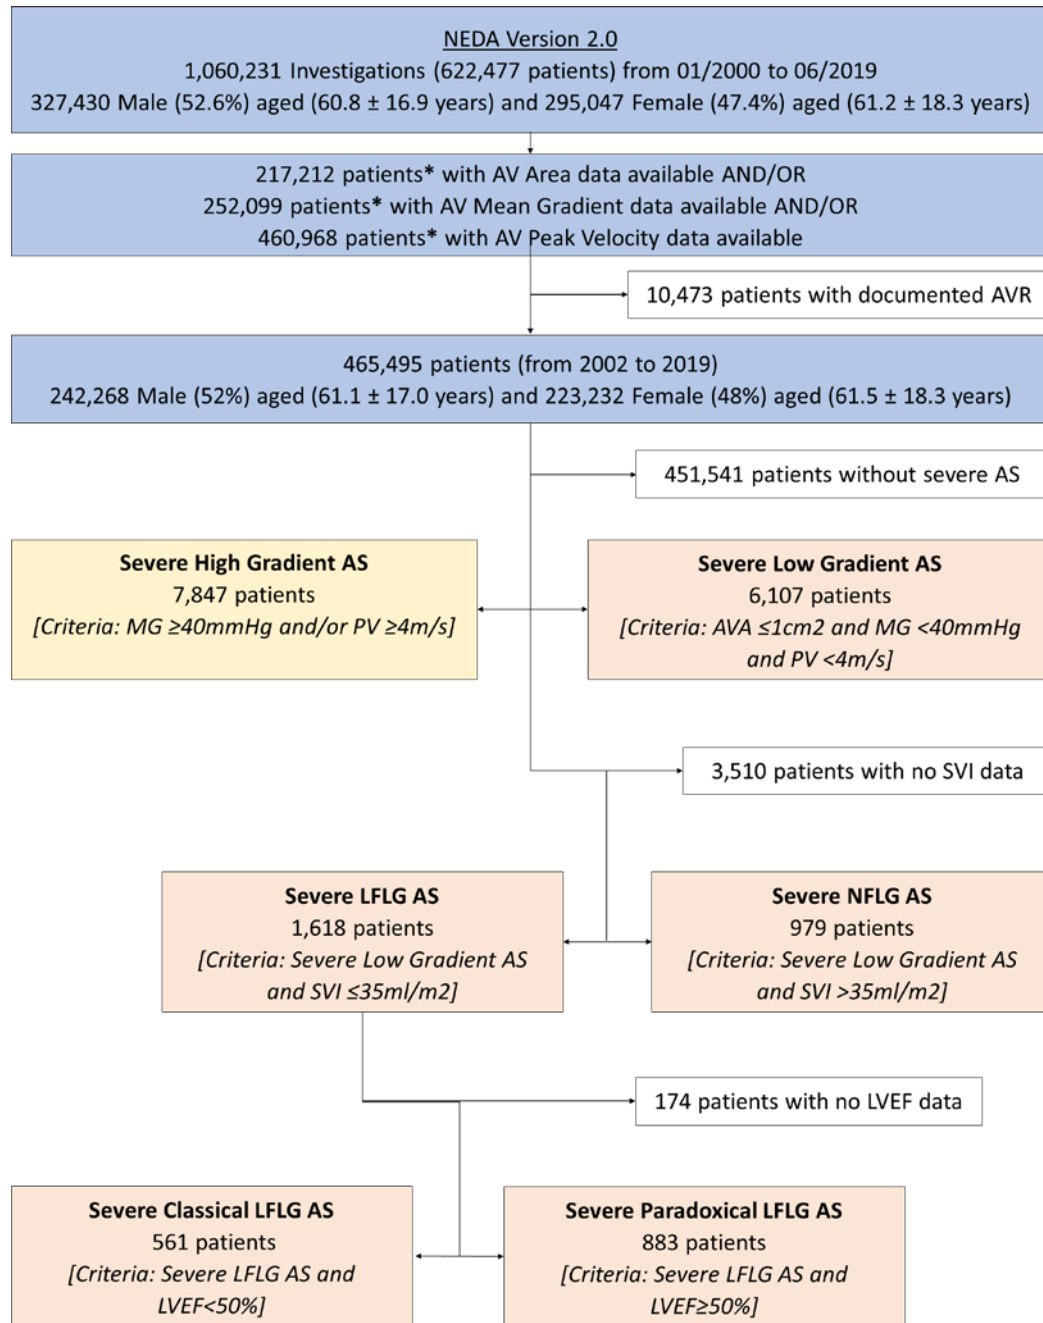 NEDA Version 2.0
1,060,231 Investigations (622,477 patients) from 01/2000 to 06/2019
327,430 Male (52.6%) aged (60.8 ± 16.9 years) and 295,047 Female (47.4%) aged (61.2 ± 18.3 years)
217,212 patients* with AV Area data available AND/OR
252,099 patients* with AV Mean Gradient data available AND/OR
460,968 patients* with AV Peak Velocity data available
10,473 patients with documented AVR
465,495 patients (from 2002 to 2019)
242,268 Male (52%) aged (61.1 ± 17.0 years) and 223,232 Female (48%) aged (61.5 ± 18.3 years)
451,541 patients without severe AS
Severe High Gradient AS
7,847 patients
[Criteria: MG ≥40mmHg and/or PV ≥4m/s]
Severe Low Gradient AS
6,107 patients
[Criteria: AVA ≤1cm2 and MG <40mmHg
and PV <4m/s]
3,510 patients with no SVI data
Severe LFLG AS
1,618 patients
[Criteria: Severe Low Gradient AS
and SVI ≤35ml/m2]
Severe NFLG AS
979 patients
[Criteria: Severe Low Gradient AS
and SVI >35ml/m2]
174 patients with no LVEF data
Severe Classical LFLG AS
561 patients
[Criteria: Severe LFLG AS and
LVEF<50%]
Severe Paradoxical LFLG AS
883 patients
[Criteria: Severe LFLG AS and
LVEF≥50%]